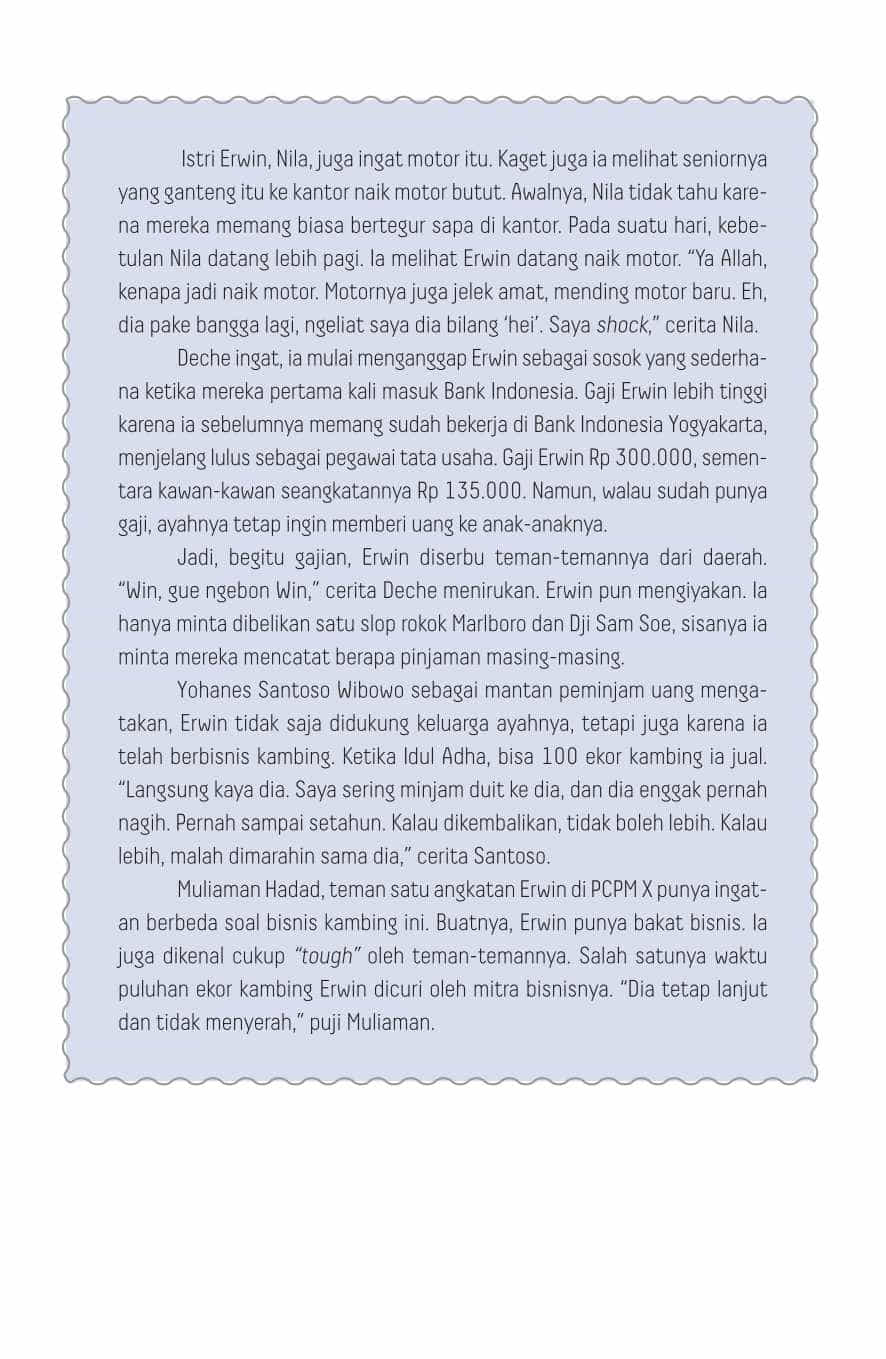 Istri Erwin, Nila, juga ingat motor itu. Kaget juga ia melihat seniornya
yang ganteng itu ke kantor naik motor butut. Awalnya, Nila tidak tahu kare-
na mereka memang biasa bertegur sapa di kantor. Pada suatu hari, kebe-
tulan Nila datang lebih pagi. Ia melihat Erwin datang naik motor. “Ya Allah,
kenapa jadi naik motor. Motornya juga jelek amat, mending motor baru. Eh,
dia pake bangga lagi, ngeliat saya dia bilang ‘hei’. Saya shock,” cerita Nila.
Deche ingat, ia mulai menganggap Erwin sebagai sosok yang sederha-
na ketika mereka pertama kali masuk Bank Indonesia. Gaji Erwin lebih tinggi
karena ia sebelumnya memang sudah bekerja di Bank Indonesia Yogyakarta,
menjelang lulus sebagai pegawai tata usaha. Gaji Erwin Rp 300.000, semen-
tara kawan-kawan seangkatannya Rp 135.000. Namun, walau sudah punya
gaji, ayahnya tetap ingin memberi uang ke anak-anaknya.
Jadi, begitu gajian, Erwin diserbu teman-temannya dari daerah.
“Win, gue ngebon Win,” cerita Deche menirukan. Erwin pun mengiyakan. Ia
hanya minta dibelikan satu slop rokok Marlboro dan Dji Sam Soe, sisanya ia
minta mereka mencatat berapa pinjaman masing-masing.
Yohanes Santoso Wibowo sebagai mantan peminjam uang menga-
takan, Erwin tidak saja didukung keluarga ayahnya, tetapi juga karena ia
telah berbisnis kambing. Ketika Idul Adha, bisa 100 ekor kambing ia jual.
“Langsung kaya dia. Saya sering minjam duit ke dia, dan dia enggak pernah
nagih. Pernah sampai setahun. Kalau dikembalikan, tidak boleh lebih. Kalau
lebih, malah dimarahin sama dia,” cerita Santoso.
Muliaman Hadad, teman satu angkatan Erwin di PCPM X punya ingat-
an berbeda soal bisnis kambing ini. Buatnya, Erwin punya bakat bisnis. Ia
juga dikenal cukup “tough” oleh teman-temannya. Salah satunya waktu
puluhan ekor kambing Erwin dicuri oleh mitra bisnisnya. “Dia tetap lanjut
dan tidak menyerah,” puji Muliaman.